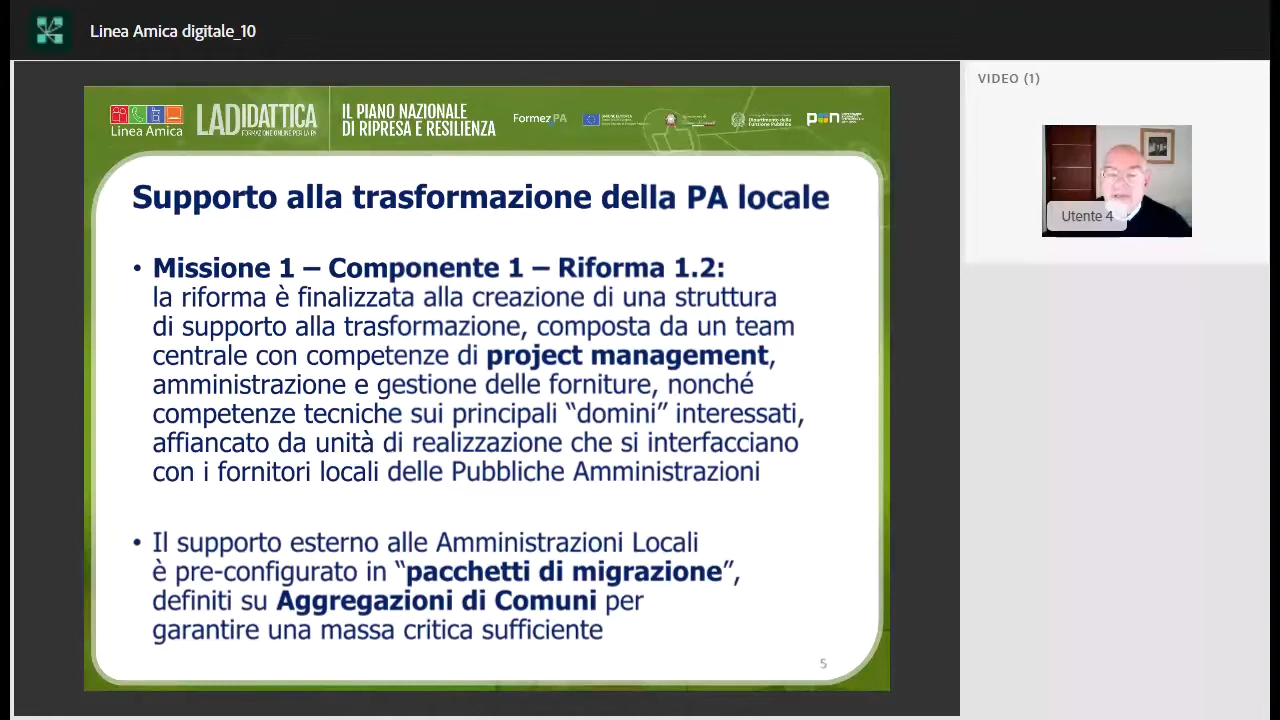 Linea Amica digitale_10
VIDEO (1)
Utente 4
Linea Amica
LADIDATTICA
FORMAZIONE ONLINE PER LA PA
IL PIANO NAZIONALE
DI RIPRESA E RESILIENZA
FormezPA
Dipartimento della
Funzione Pubblica
Supporto alla trasformazione della PA locale
• Missione 1 – Componente 1 – Riforma 1.2:
la riforma è finalizzata alla creazione di una struttura
di supporto alla trasformazione, composta da un team
centrale con competenze di project management,
amministrazione e gestione delle forniture, nonché
competenze tecniche sui principali “domini” interessati,
affiancato da unità di realizzazione che si interfacciano
con i fornitori locali delle Pubbliche Amministrazioni
• Il supporto esterno alle Amministrazioni Locali
è pre-configurato in “pacchetti di migrazione”,
definiti su Aggregazioni di Comuni per
garantire una massa critica sufficiente
5